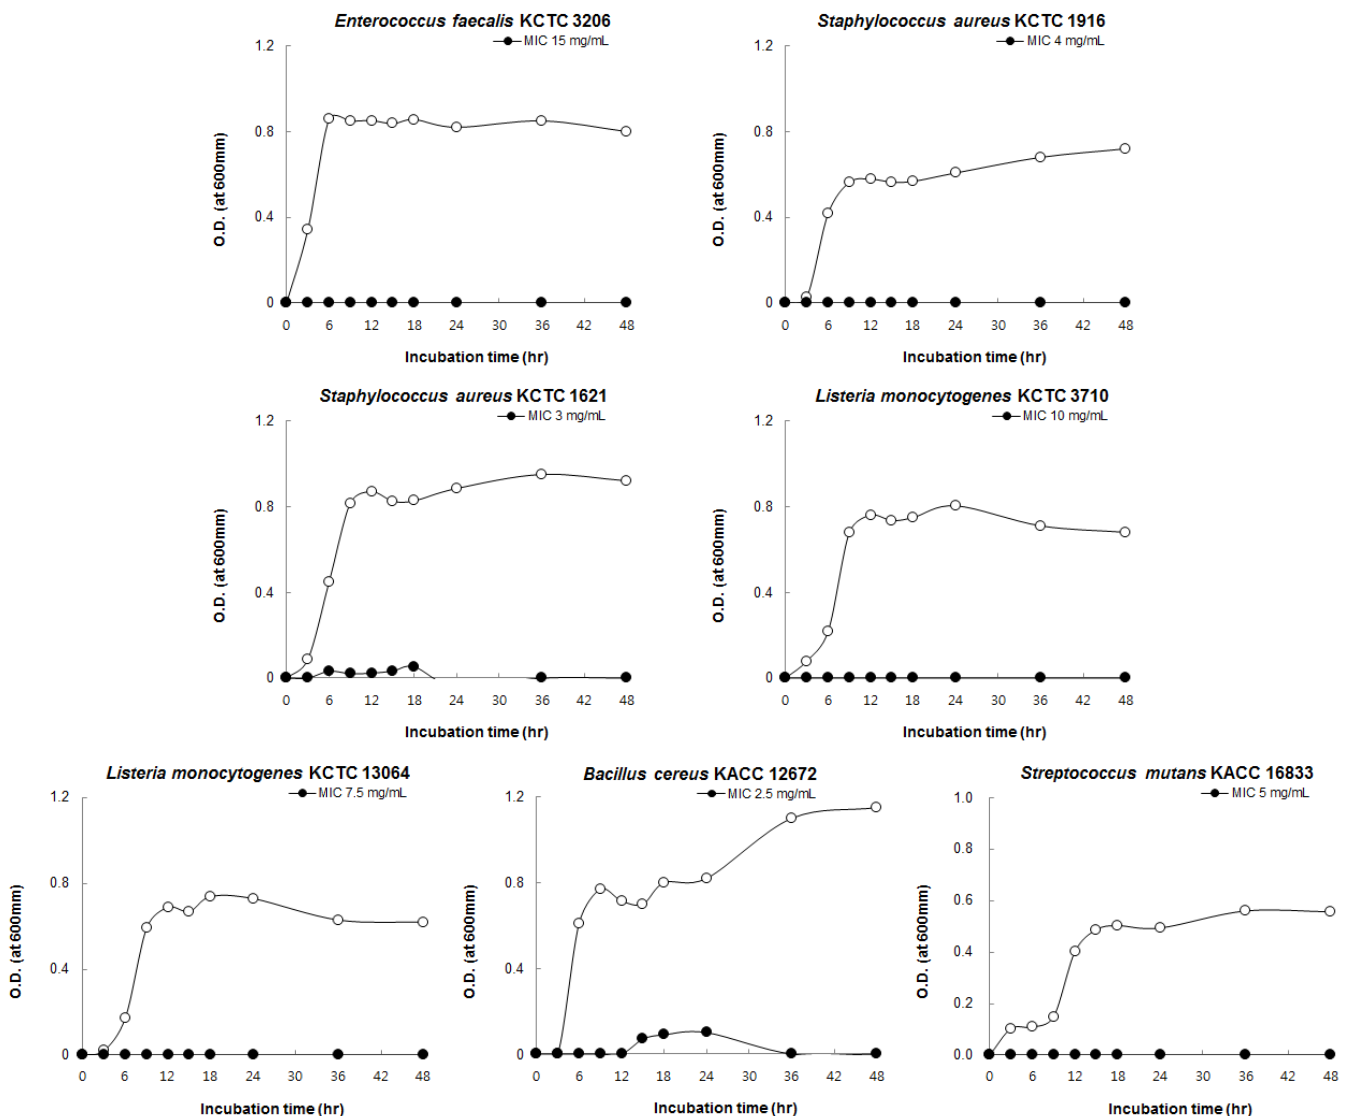 Enterococcus faecalis KCTC 3206
MIC 15 mg/mL
1.2
0.8
0.4
0
O.D. (at 600mm)
0 6 12 18 24 30 36 42 48
Incubation time (hr)
Staphylococcus aureus KCTC 1916
MIC 4 mg/mL
1.2
0.8
0.4
0
O.D. (at 600mm)
0 6 12 18 24 30 36 42 48
Incubation time (hr)
Staphylococcus aureus KCTC 1621
MIC 3 mg/mL
1.2
0.8
0.4
0
O.D. (at 600mm)
0 6 12 18 24 30 36 42 48
Incubation time (hr)
Listeria monocytogenes KCTC 3710
MIC 10 mg/mL
1.2
0.8
0.4
0
O.D. (at 600mm)
0 6 12 18 24 30 36 42 48
Incubation time (hr)
Listeria monocytogenes KCTC 13064
MIC 7.5 mg/mL
1.2
0.8
0.4
0
O.D. (at 600mm)
0 6 12 18 24 30 36 42 48
Incubation time (hr)
Bacillus cereus KACC 12672
MIC 2.5 mg/mL
1.2
0.8
0.4
0
O.D. (at 600mm)
0 6 12 18 24 30 36 42 48
Incubation time (hr)
Streptococcus mutans KACC 16833
MIC 5 mg/mL
1.0
0.8
0.6
0.4
0.2
0.0
O.D. (at 600mm)
0 6 12 18 24 30 36 42 48
Incubation time (hr)